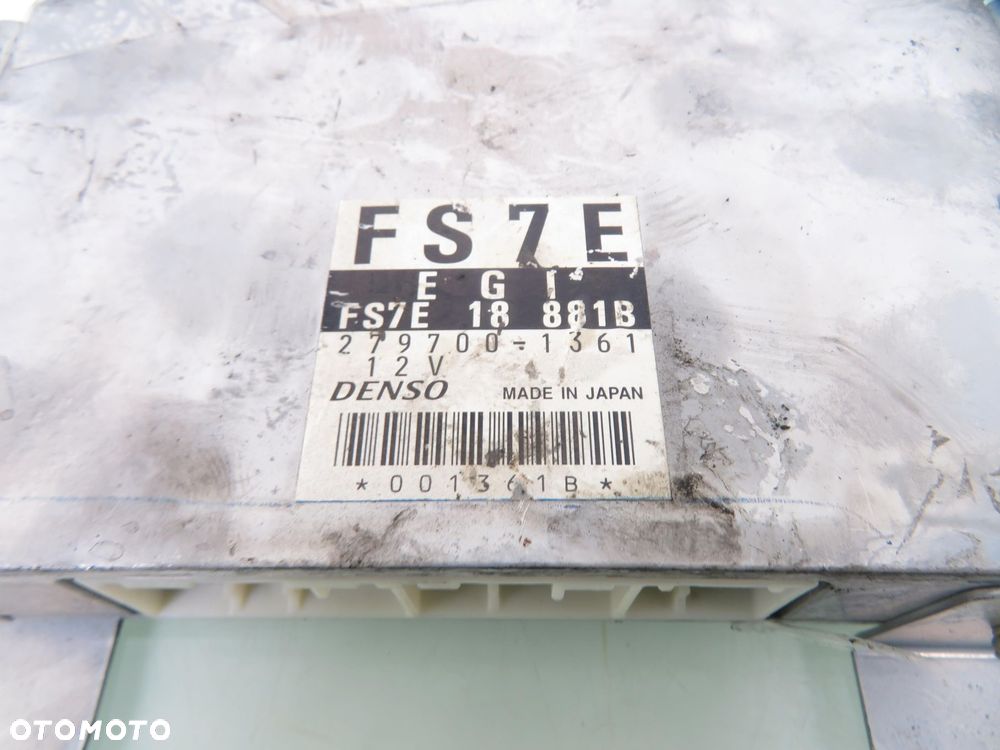 FS7E
EGI
FS7E 18 881B
279700-1361
12V
DENSO MADE IN JAPAN
*001361B*
OTOMOTO